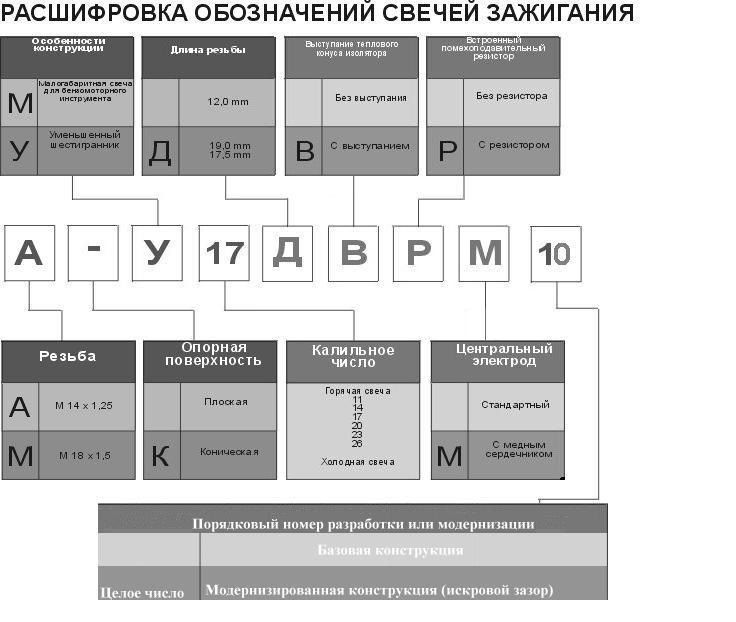 РАСШИФРОВКА ОБОЗНАЧЕНИЙ СВЕЧЕЙ ЗАЖИГАНИЯ
Особенности
конструкции
М
Малогабаритная свеча
для бензомоторного
инструмента
У
Уменьшенный
шестигранник
Длина резьбы
12,0 mm
Д
19,0 mm
17,5 mm
Выступание теплового
конуса изолятора
Без выступания
В
С выступанием
Встроенный
помехоподавительный
резистор
Без резистора
Р
С резистором
А - У 17 Д В Р М 10
Резьба
А
М 14 х 1,25
М
М 18 х 1,5
Опорная
поверхность
Плоская
К
Коническая
Калильное
число
Горячая свеча
11
14
17
20
23
26
Холодная свеча
Центральный
электрод
Стандартный
М
С медным
сердечником
Порядковый номер разработки или модернизации
Базовая конструкция
Целое число
Модернизированная конструкция (искровой зазор)